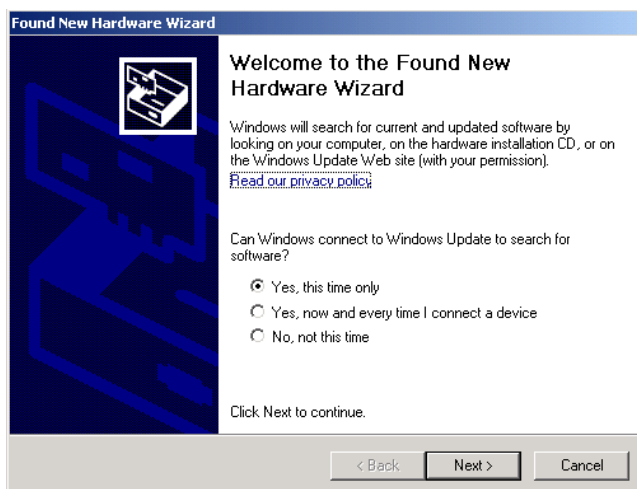 Found New Hardware Wizard
Welcome to the Found New
Hardware Wizard
Windows will search for current and updated software by
looking on your computer, on the hardware installation CD, or on
the Windows Update Web site (with your permission).
Read our privacy policy
Can Windows connect to Windows Update to search for
software?
Yes, this time only
Yes, now and every time I connect a device
No, not this time
Click Next to continue.
< Back
Next >
Cancel